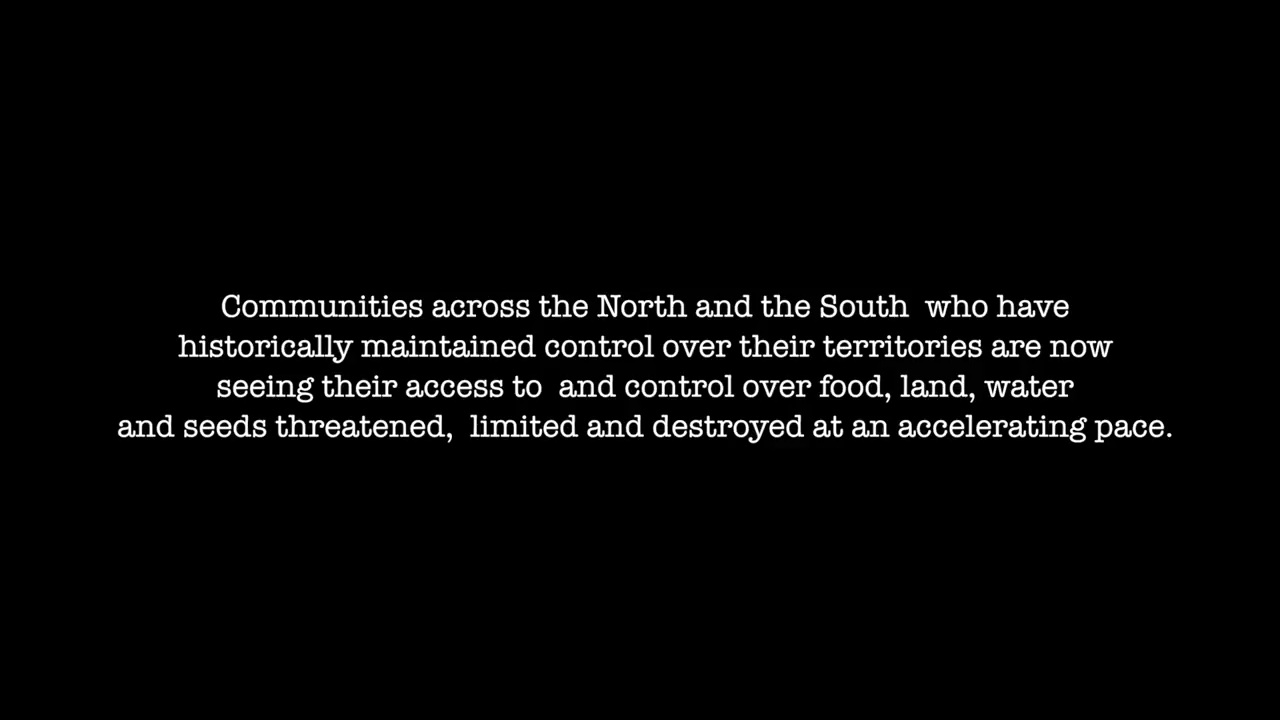 Communities across the North and the South  who have
historically maintained control over their territories are now
seeing their access to  and control over food, land, water
and seeds threatened,  limited and destroyed at an accelerating pace.